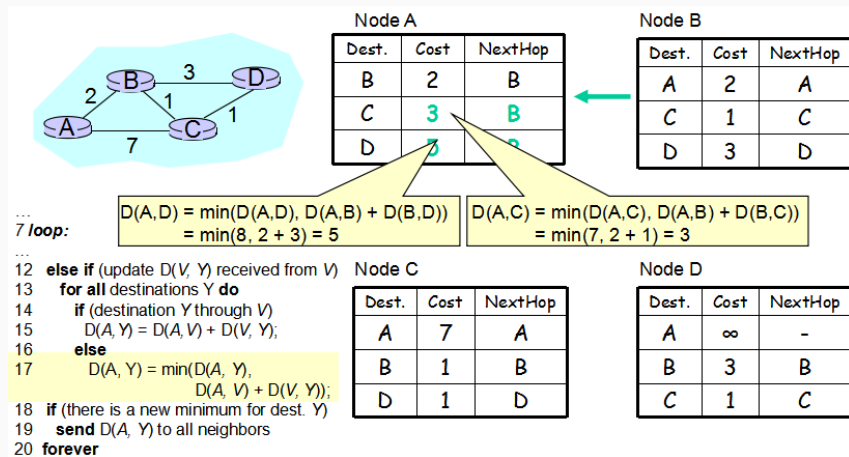 Node A
Dest. Cost NextHop
B 2 B
C 3 B
D 5
Node B
Dest. Cost NextHop
A 2 A
C 1 C
D 3 D
B
3
D
2
1
1
A
C
7
D(A,D) = min(D(A,D), D(A,B) + D(B,D))
= min(8, 2 + 3) = 5
D(A,C) = min(D(A,C), D(A,B) + D(B,C))
= min(7, 2 + 1) = 3
...
7 loop:
...
12 else if (update D(V, Y) received from V)
13 for all destinations Y do
14 if (destination Y through V)
15 D(A, Y) = D(A,V) + D(V, Y);
16 else
17 D(A, Y) = min(D(A, Y),
D(A, V) + D(V, Y));
18 if (there is a new minimum for dest. Y)
19 send D(A, Y) to all neighbors
20 forever
Node C
Dest. Cost NextHop
A 7 A
B 1 B
D 1 D
Node D
Dest. Cost NextHop
A ∞ -
B 3 B
C 1 C